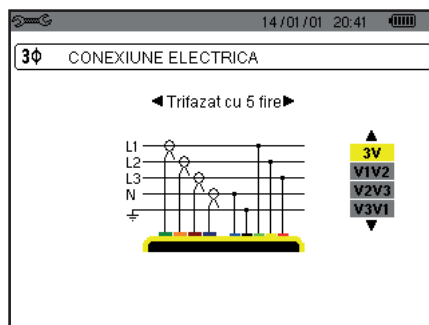 14/01/01 20:41
3Φ CONEXIUNE ELECTRICA
◄Trifazat cu 5 fire►
L1
L2
L3
N
3V
V1V2
V2V3
V3V1